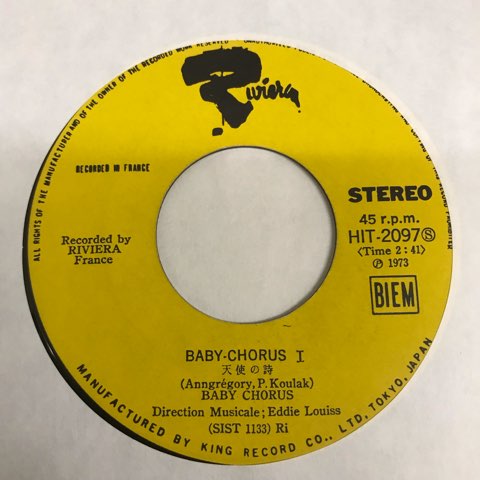 ALL RIGHTS OF THE MANUFACTURER AND OF THE OWNER OF THE RECORDED WORK RESERVED
Riviera
RECORDED IN FRANCE
STEREO
45 r.p.m.
HIT-2097Ⓢ
〈Time 2:41〉
Ⓟ 1973
BIEM
Recorded by
RIVIERA
France
BABY-CHORUS I
天使の詩
(Anngrégory, P. Koulak)
BABY CHORUS
Direction Musicale; Eddie Louiss
(SIST 1133) Ri
MANUFACTURED BY KING RECORD CO., LTD, TOKYO, JAPAN